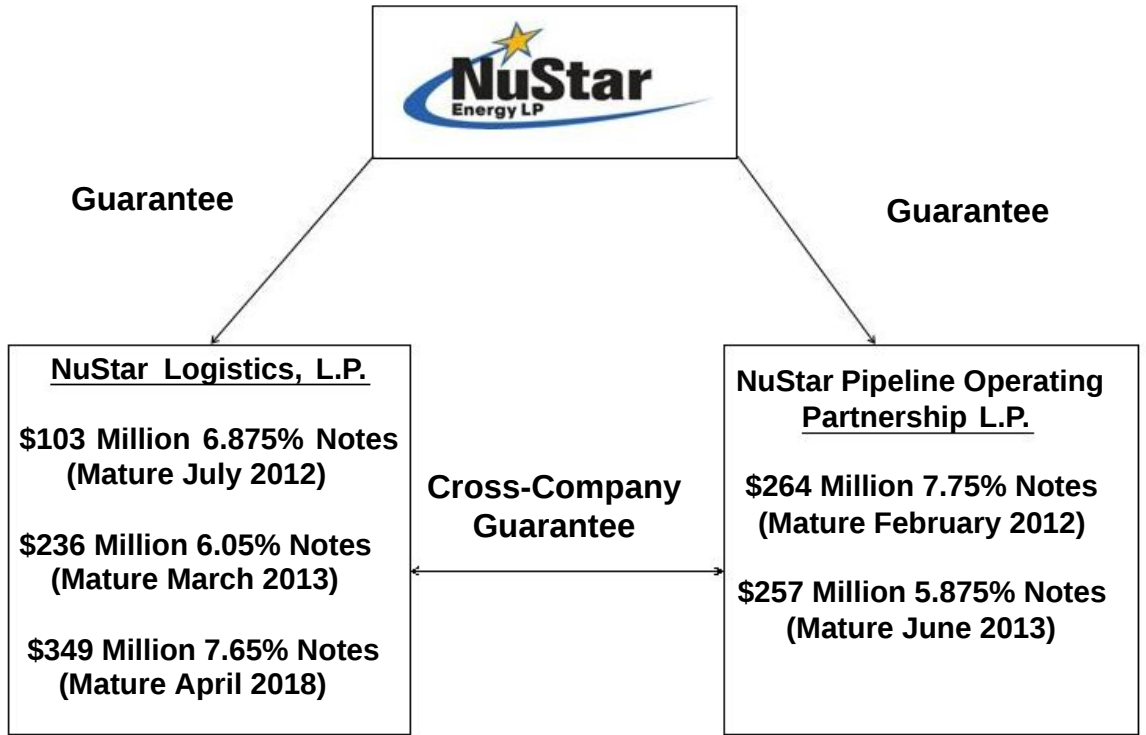 NuStar
Energy LP
Guarantee
Guarantee
NuStar Logistics, L.P.
$103 Million 6.875% Notes
(Mature July 2012)
$236 Million 6.05% Notes
(Mature March 2013)
$349 Million 7.65% Notes
(Mature April 2018)
Cross-Company
Guarantee
NuStar Pipeline Operating
Partnership L.P.
$264 Million 7.75% Notes
(Mature February 2012)
$257 Million 5.875% Notes
(Mature June 2013)